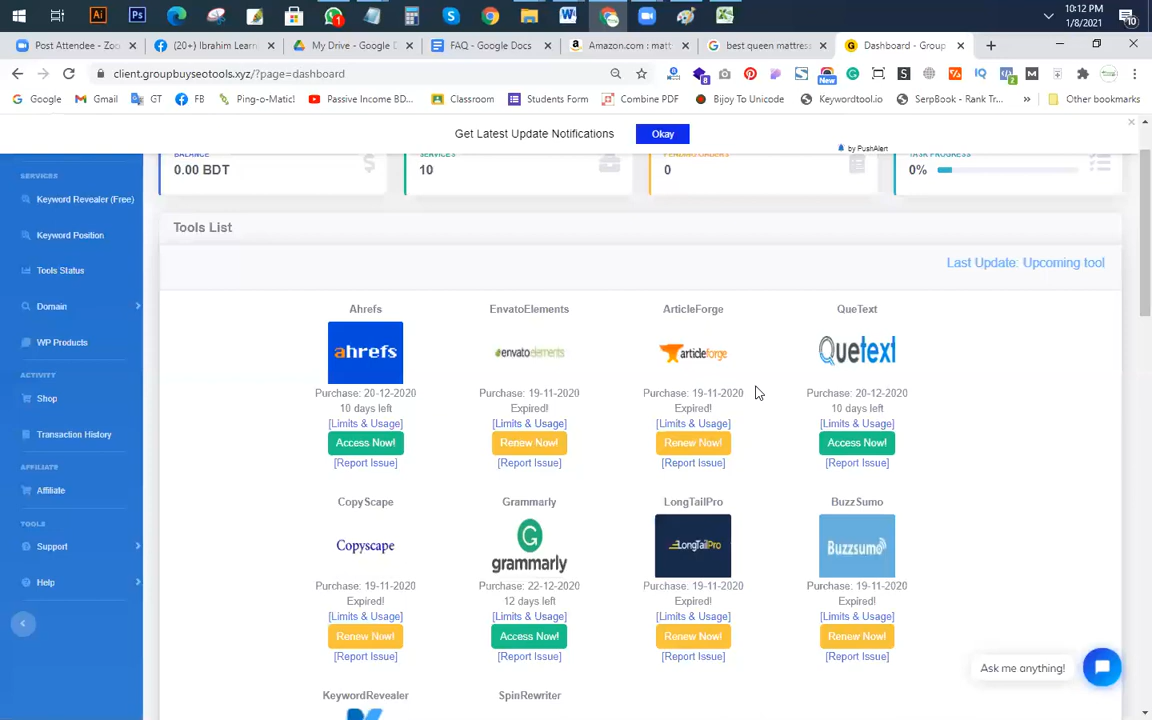 10:12 PM
1/8/2021
10
Post Attendee - Zoo
(20+) Ibrahim Learn
My Drive - Google D
FAQ - Google Docs
Amazon.com : matt
best queen mattress
Dashboard - Group
client.groupbuyseotools.xyz/?page=dashboard
Google
Gmail
GT
FB
Ping-o-Matic!
Passive Income BD...
Classroom
Students Form
Combine PDF
Bijoy To Unicode
Keywordtool.io
SerpBook - Rank Tr...
Other bookmarks
Get Latest Update Notifications
Okay
by PushAlert
BALANCE
0.00 BDT
SERVICES
10
PENDING ORDERS
0
TASK PROGRESS
0%
SERVICES
Keyword Revealer (Free)
Keyword Position
Tools Status
Domain
WP Products
ACTIVITY
Shop
Transaction History
AFFILIATE
Affiliate
TOOLS
Support
Help
Tools List
Last Update: Upcoming tool
Ahrefs
EnvatoElements
ArticleForge
QueText
ahrefs
envatoelements
articleforge
Quetext
Purchase: 20-12-2020
Purchase: 19-11-2020
Purchase: 19-11-2020
Purchase: 20-12-2020
10 days left
Expired!
Expired!
10 days left
[Limits & Usage]
[Limits & Usage]
[Limits & Usage]
[Limits & Usage]
Access Now!
Renew Now!
Renew Now!
Access Now!
[Report Issue]
[Report Issue]
[Report Issue]
[Report Issue]
CopyScape
Grammarly
LongTailPro
BuzzSumo
Copyscape
grammarly
LongTailPro
Buzzsumo
Purchase: 19-11-2020
Purchase: 22-12-2020
Purchase: 19-11-2020
Purchase: 19-11-2020
Expired!
12 days left
Expired!
Expired!
[Limits & Usage]
[Limits & Usage]
[Limits & Usage]
[Limits & Usage]
Renew Now!
Access Now!
Renew Now!
Renew Now!
[Report Issue]
[Report Issue]
[Report Issue]
[Report Issue]
KeywordRevealer
SpinRewriter
Ask me anything!